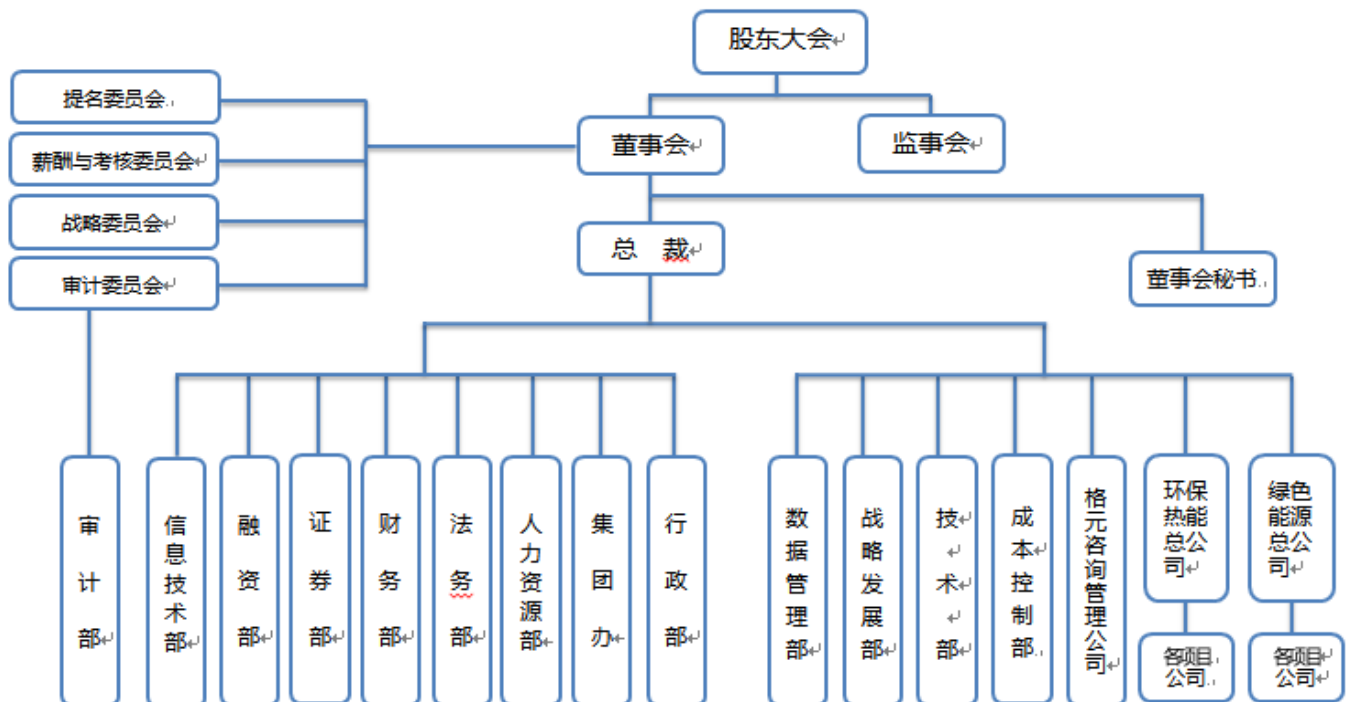 股东大会
提名委员会
董事会
监事会
薪酬与考核委员会
战略委员会
总 裁
审计委员会
董事会秘书
审计部
信息技术部
融资部
证券部
财务部
法务部
人力资源部
集团办
行政部
数据管理部
战略发展部
技术部
成本控制部
格元咨询管理公司
环保
热能
总公
司
绿色
能源
总公
司
各项目
公司
各项目
公司